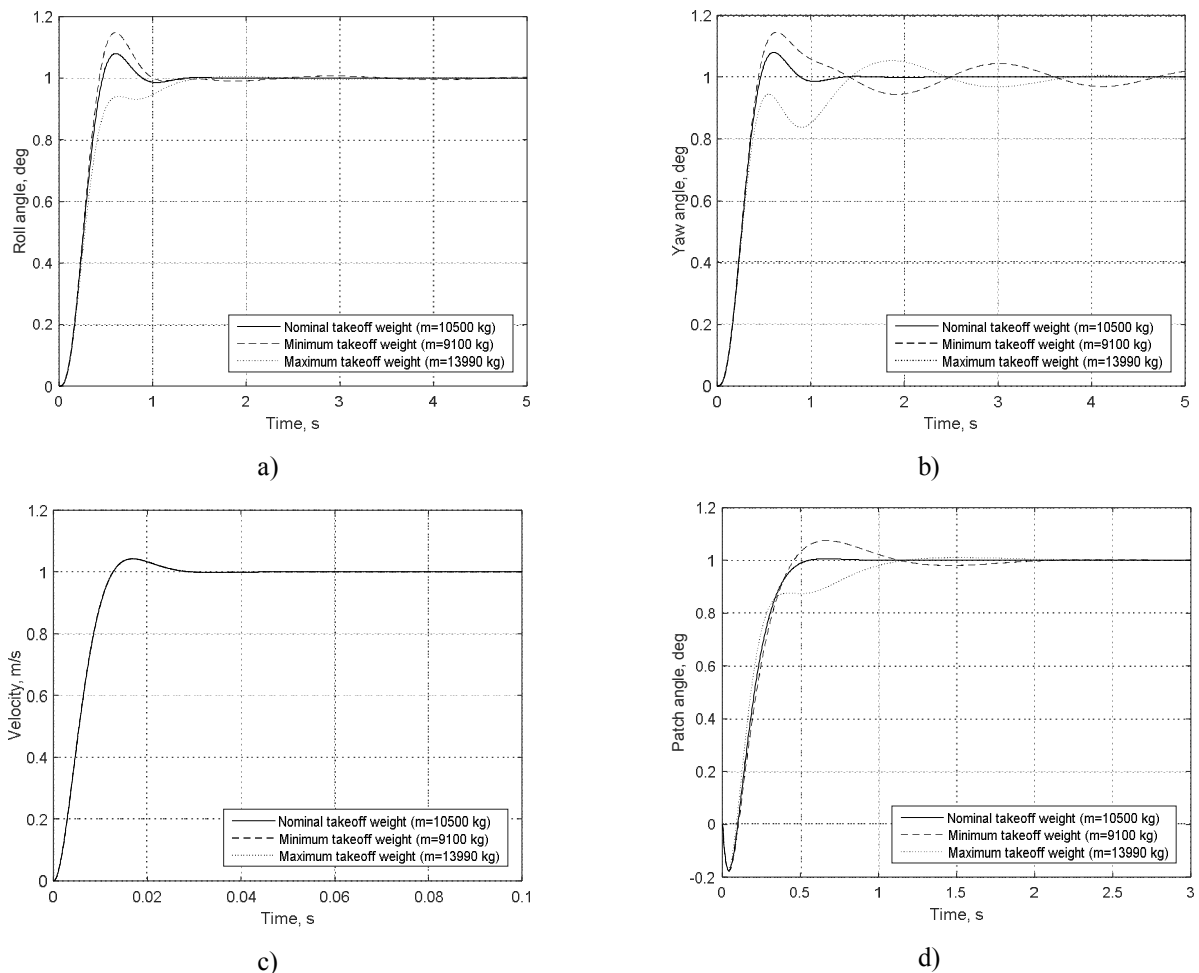 1.2
1
0.8
0.6
0.4
0.2
0
Roll angle, deg
Nominal takeoff weight (m=10500 kg)
Minimum takeoff weight (m=9100 kg)
Maximum takeoff weight (m=13990 kg)
0 1 2 3 4 5
Time, s
a)
1.2
1
0.8
0.6
0.4
0.2
0
Yaw angle, deg
Nominal takeoff weight (m=10500 kg)
Minimum takeoff weight (m=9100 kg)
Maximum takeoff weight (m=13990 kg)
0 1 2 3 4 5
Time, s
b)
1.2
1
0.8
0.6
0.4
0.2
0
Velocity, m/s
Nominal takeoff weight (m=10500 kg)
Minimum takeoff weight (m=9100 kg)
Maximum takeoff weight (m=13990 kg)
0 0.02 0.04 0.06 0.08 0.1
Time, s
c)
1.2
1
0.8
0.6
0.4
0.2
0
-0.2
Patch angle, deg
Nominal takeoff weight (m=10500 kg)
Minimum takeoff weight (m=9100 kg)
Maximum takeoff weight (m=13990 kg)
0 0.5 1 1.5 2 2.5 3
Time, s
d)